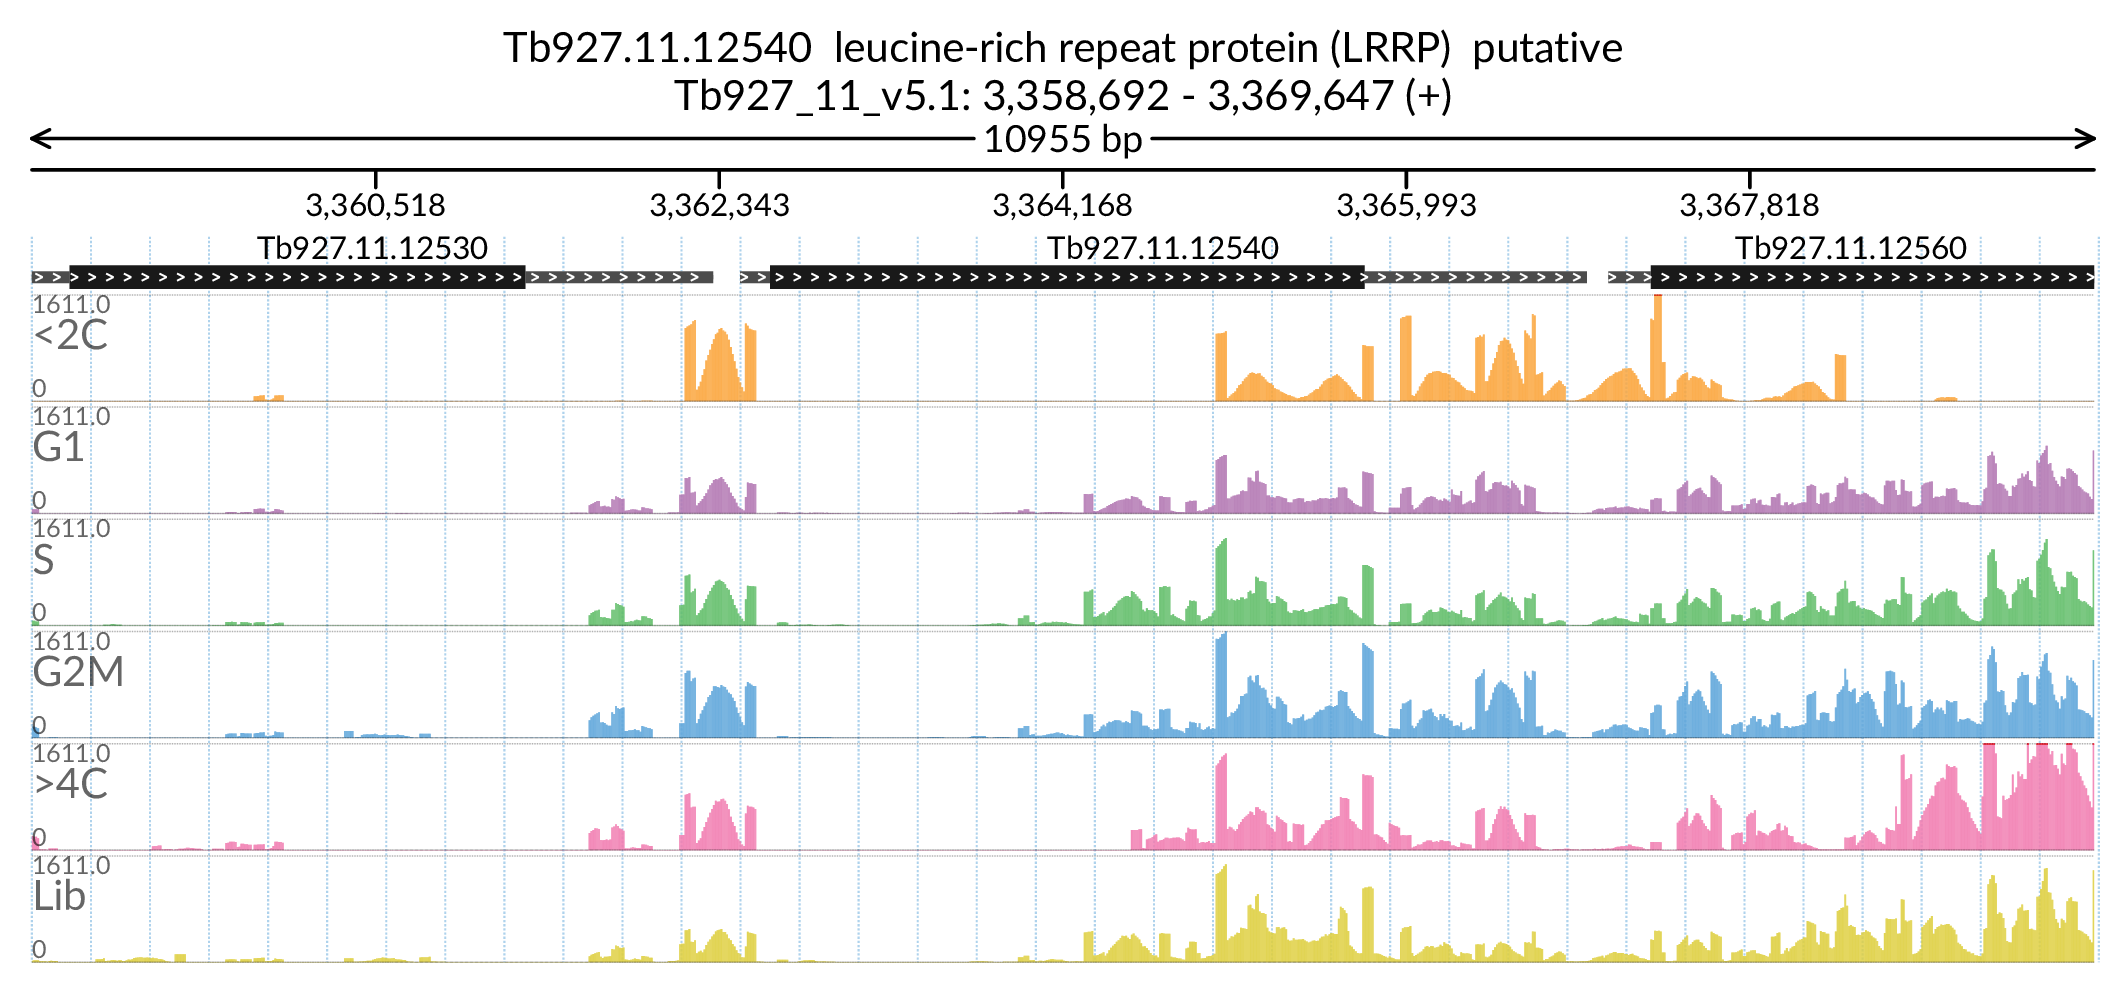 Tb927.11.12540 leucine-rich repeat protein (LRRP) putative
Tb927_11_v5.1: 3,358,692 - 3,369,647 (+)
10955 bp
3,360,518 3,362,343 3,364,168 3,365,993 3,367,818
Tb927.11.12530 Tb927.11.12540 Tb927.11.12560
1611.0
<2C
0
1611.0
G1
0
1611.0
S
0
1611.0
G2M
0
1611.0
>4C
0
1611.0
Lib
0